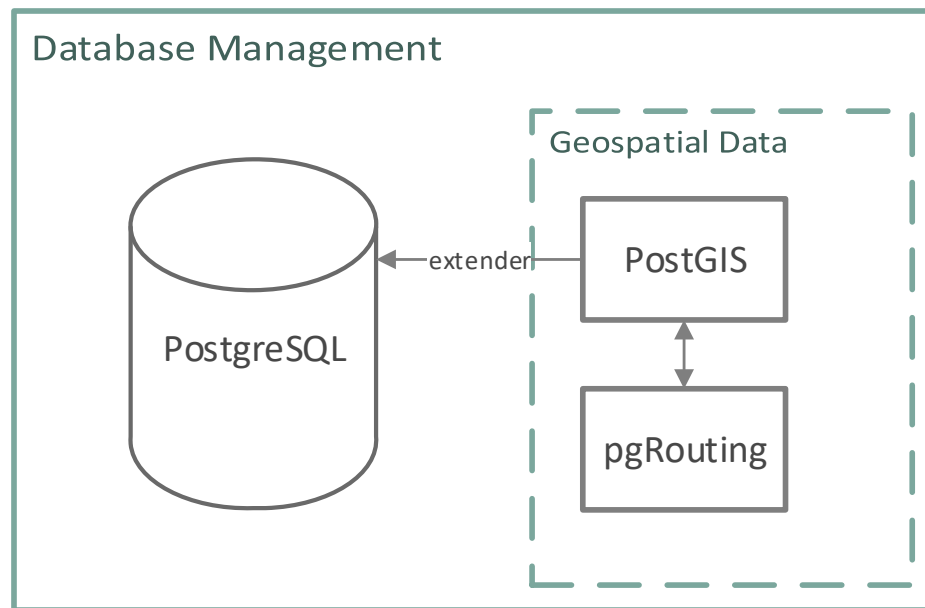 Database Management
Geospatial Data
PostGIS
extender
PostgreSQL
pgRouting